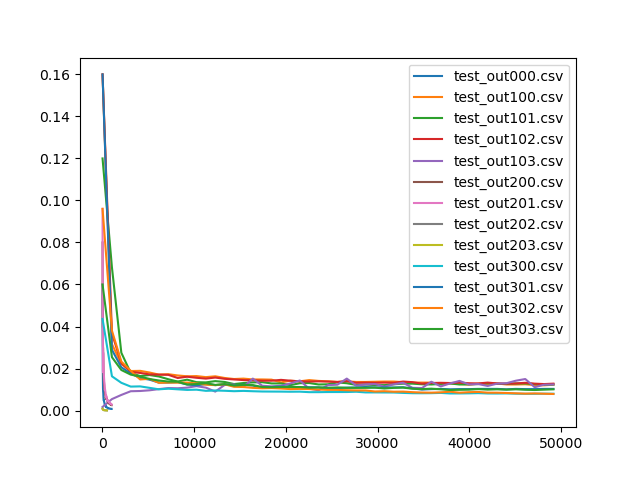 0.16
0.14
0.12
0.10
0.08
0.06
0.04
0.02
0.00
0
10000
20000
30000
40000
50000
test_out000.csv
test_out100.csv
test_out101.csv
test_out102.csv
test_out103.csv
test_out200.csv
test_out201.csv
test_out202.csv
test_out203.csv
test_out300.csv
test_out301.csv
test_out302.csv
test_out303.csv